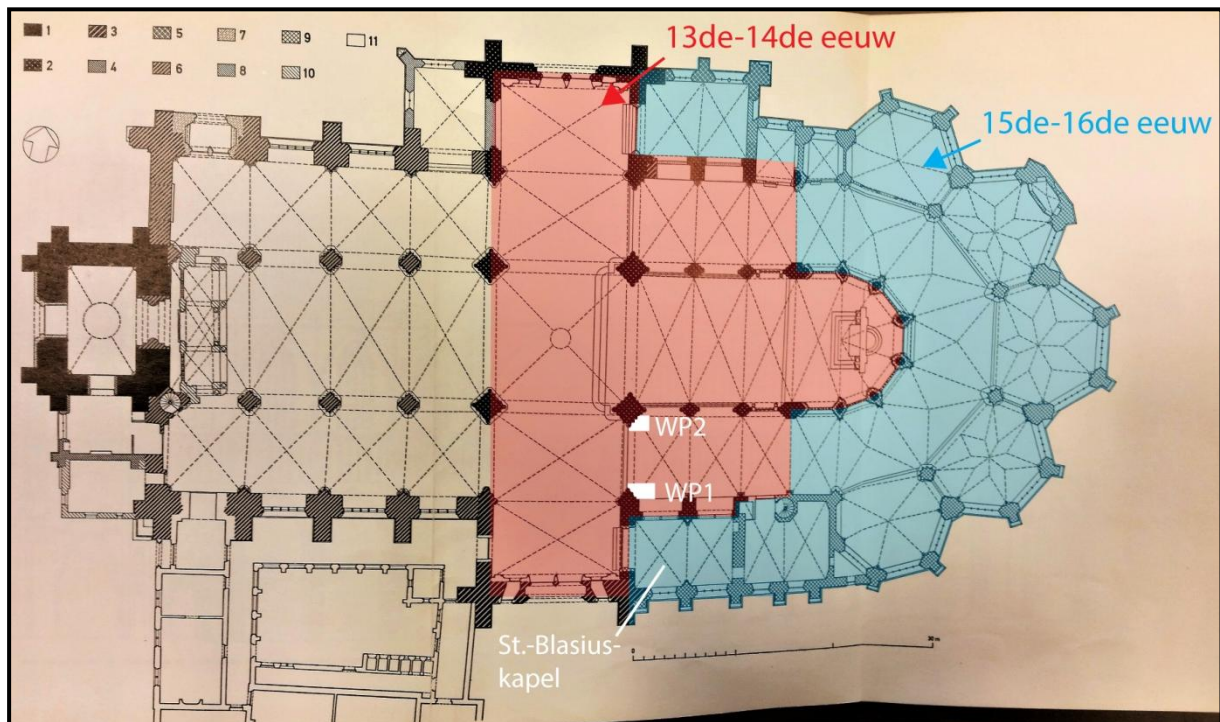 1 3 5 7 9 11
2 4 6 8 10
13de-14de eeuw
15de-16de eeuw
WP2
WP1
St.-Blasius-
kapel
0 30 m